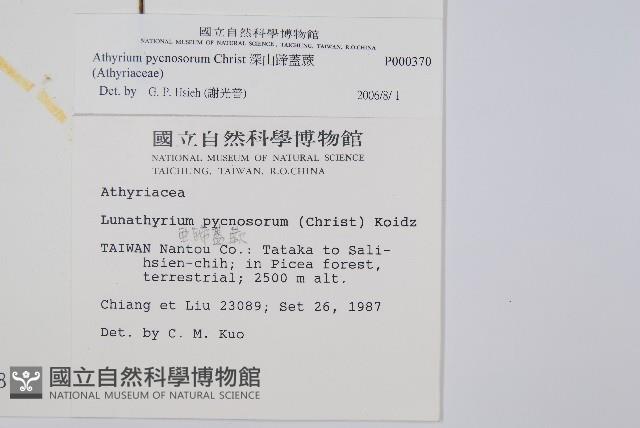 國立自然科學博物館
NATIONAL MUSEUM OF NATURAL SCIENCE, TAICHUNG, TAIWAN, R.O.CHINA
Athyrium pycnosorum Christ 深山蹄蓋蕨 P000370
(Athyriaceae)
Det. by G. P. Hsieh (謝光普) 2006/8/1
國立自然科學博物館
NATIONAL MUSEUM OF NATURAL SCIENCE
TAICHUNG, TAIWAN, R.O.CHINA
Athyriacea
Lunathyrium pycnosorum (Christ) Koidz
亞蹄蓋蕨
TAIWAN Nantou Co.: Tataka to Sali-
hsien-chih; in Picea forest,
terrestrial; 2500 m alt.
Chiang et Liu 23089; Set 26, 1987
Det. by C. M. Kuo
8
國立自然科學博物館
NATIONAL MUSEUM OF NATURAL SCIENCE